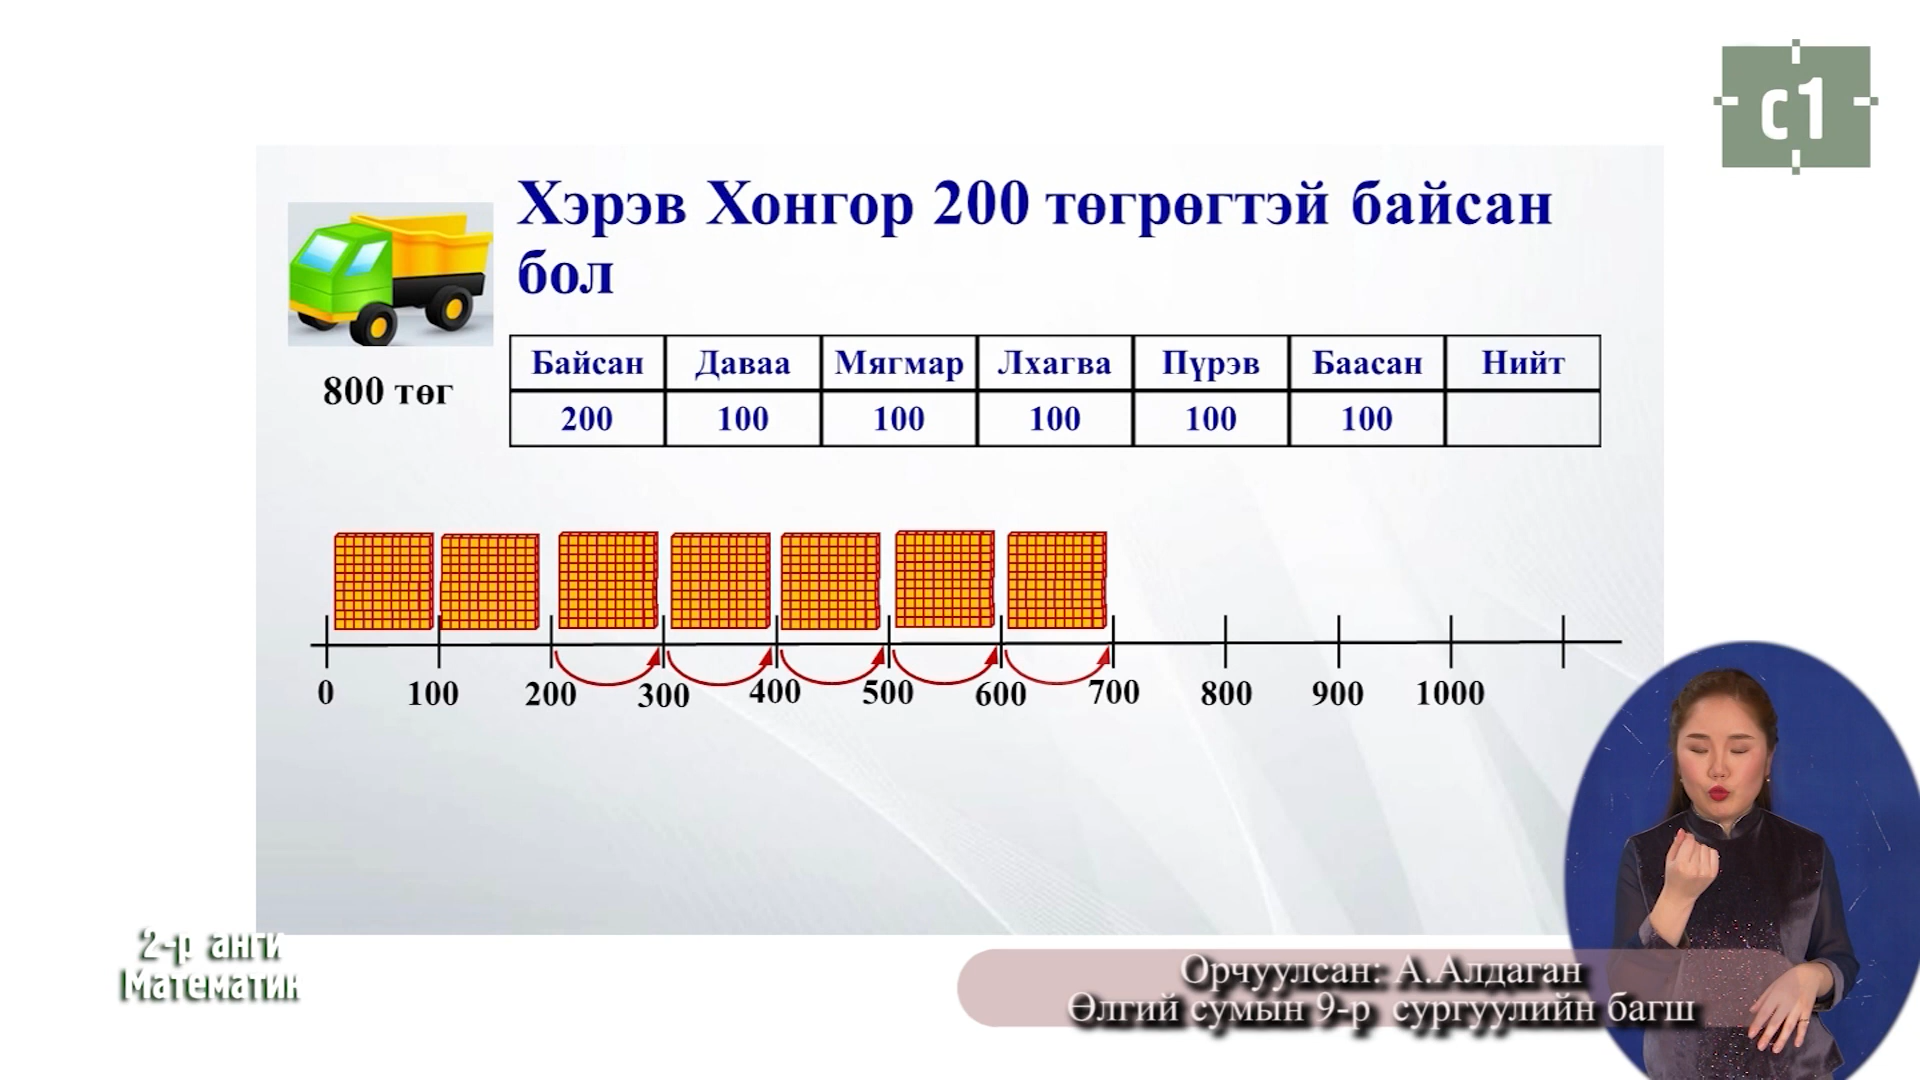 c1
Хэрэв Хонгор 200 төгрөгтэй байсан
бол
800 төг
Байсан Даваа Мягмар Лхагва Пүрэв Баасан Нийт
200 100 100 100 100 100
0 100 200 300 400 500 600 700 800 900 1000
2-р анги
Математик
Орчуулсан: А.Алдаган
Өлгий сумын 9-р сургуулийн багш